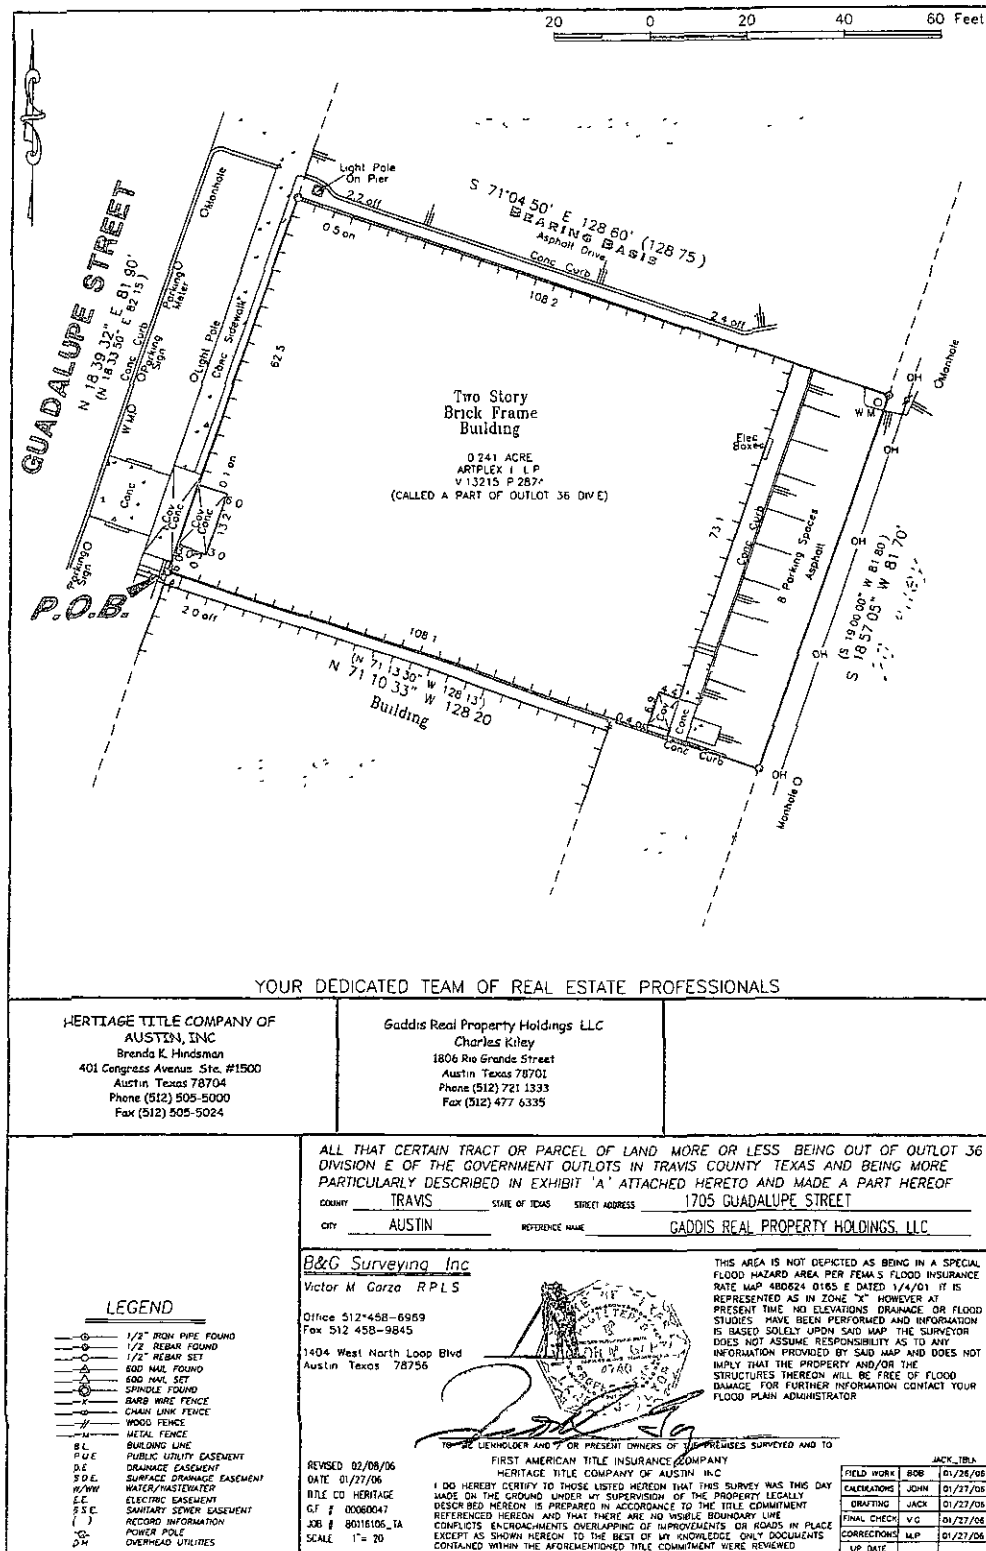 20 0 20 40 60 Feet
Light Pole
On Pier
2.2 off
0 5 on
S 71°04 50' E 128 60' (128 75)
BEARING BASIS
Asphalt Drive
Conc Curb
108 2
2.4 off
GUADALUPE STREET
N 18 39 32" E 81 90'
(N 18 33 50" E 82 15)
Conc Curb
Manhole
Parking
Meter
Parking
Sign
Light Pole
Conc Sidewalk
62.5
WM
Conc
Cov
Conc
Cov
Conc
0 1 on
13 2
6 0
Parking
Sign
P.O.B.
2 0 off
Two Story
Brick Frame
Building
0 241 ACRE
ARTPLEX I L P
V 13215 P 287
(CALLED A PART OF OUTLOT 36 DIV E)
Elec
Boxes
73.1
Conc Curb
8 Parking Spaces
Asphalt
W M
OH
Manhole
OH
OH
(S 19 00 00" W 81 80)
S 18 57 05" W 81 70'
OH
OH
Manhole
108.1
(N 71 13 30" W 128 13')
N 71 10 33" W 128 20
Building
Cov
Conc
Conc Curb
YOUR DEDICATED TEAM OF REAL ESTATE PROFESSIONALS
HERTIAGE TITLE COMPANY OF
AUSTIN, INC
Brenda K. Hindsman
401 Congress Avenue Ste. #1500
Austin Texas 78704
Phone (512) 505-5000
Fax (512) 505-5024
Gaddis Real Property Holdings LLC
Charles Kiley
1806 Rio Grande Street
Austin Texas 78701
Phone (512) 721 1333
Fax (512) 477 6335
ALL THAT CERTAIN TRACT OR PARCEL OF LAND MORE OR LESS BEING OUT OF OUTLOT 36
DIVISION E OF THE GOVERNMENT OUTLOTS IN TRAVIS COUNTY TEXAS AND BEING MORE
PARTICULARLY DESCRIBED IN EXHIBIT 'A' ATTACHED HERETO AND MADE A PART HEREOF
COUNTY TRAVIS STATE OF TEXAS STREET ADDRESS 1705 GUADALUPE STREET
CITY AUSTIN REFERENCE NAME GADDIS REAL PROPERTY HOLDINGS, LLC
B&G Surveying Inc
Victor M Garza R P L S
Office 512*458-6969
Fax 512 458-9845
1404 West North Loop Blvd
Austin Texas 78756
THIS AREA IS NOT DEPICTED AS BEING IN A SPECIAL
FLOOD HAZARD AREA PER FEMA S FLOOD INSURANCE
RATE MAP 480624 0165 E DATED 1/4/01 IT IS
REPRESENTED AS IN ZONE "X" HOWEVER AT
PRESENT TIME NO ELEVATIONS DRAINAGE OR FLOOD
STUDIES HAVE BEEN PERFORMED AND INFORMATION
IS BASED SOLELY UPON SAID MAP THE SURVEYOR
DOES NOT ASSUME RESPONSIBILITY AS TO ANY
INFORMATION PROVIDED BY SAID MAP AND DOES NOT
IMPLY THAT THE PROPERTY AND/OR THE
STRUCTURES THEREON WILL BE FREE OF FLOOD
DAMAGE FOR FURTHER INFORMATION CONTACT YOUR
FLOOD PLAIN ADMINISTRATOR
LEGEND
1/2" IRON PIPE FOUND
1/2" REBAR FOUND
1/2" REBAR SET
60D NAIL FOUND
60D NAIL SET
SPINDLE FOUND
BARB WIRE FENCE
CHAIN LINK FENCE
WOOD FENCE
METAL FENCE
B L BUILDING LINE
P U E PUBLIC UTILITY EASEMENT
D.E DRAINAGE EASEMENT
S D E. SURFACE DRAINAGE EASEMENT
W/WW WATER/WASTEWATER
E.E. ELECTRIC EASEMENT
S S E. SANITARY SEWER EASEMENT
( ) RECORD INFORMATION
POWER POLE
OH OVERHEAD UTILITIES
TO LIENHOLDER AND / OR PRESENT OWNERS OF THE PREMISES SURVEYED AND TO
FIRST AMERICAN TITLE INSURANCE COMPANY
HERITAGE TITLE COMPANY OF AUSTIN INC
REVISED 02/08/06
DATE 01/27/06
TITLE CO HERITAGE
G.F # 00060047
JOB # B0116106_TA
SCALE 1"= 20
I DO HEREBY CERTIFY TO THOSE LISTED HEREON THAT THIS SURVEY WAS THIS DAY
MADE ON THE GROUND UNDER MY SUPERVISION OF THE PROPERTY LEGALLY
DESCR BED HEREON IS PREPARED IN ACCORDANCE TO THE TITLE COMMITMENT
REFERENCED HEREON AND THAT THERE ARE NO VISIBLE BOUNDARY LINE
CONFLICTS ENCROACHMENTS OVERLAPPING OF IMPROVEMENTS OR ROADS IN PLACE
EXCEPT AS SHOWN HEREON TO THE BEST OF MY KNOWLEDGE ONLY DOCUMENTS
CONTAINED WITHIN THE AFOREMENTIONED TITLE COMMITMENT WERE REVIEWED
JACK_TBLA
FIELD WORK BOB 01/26/06
CALCULATIONS JOHN 01/27/06
DRAFTING JACK 01/27/06
FINAL CHECK V G 01/27/06
CORRECTIONS M.P 01/27/06
UP DATE